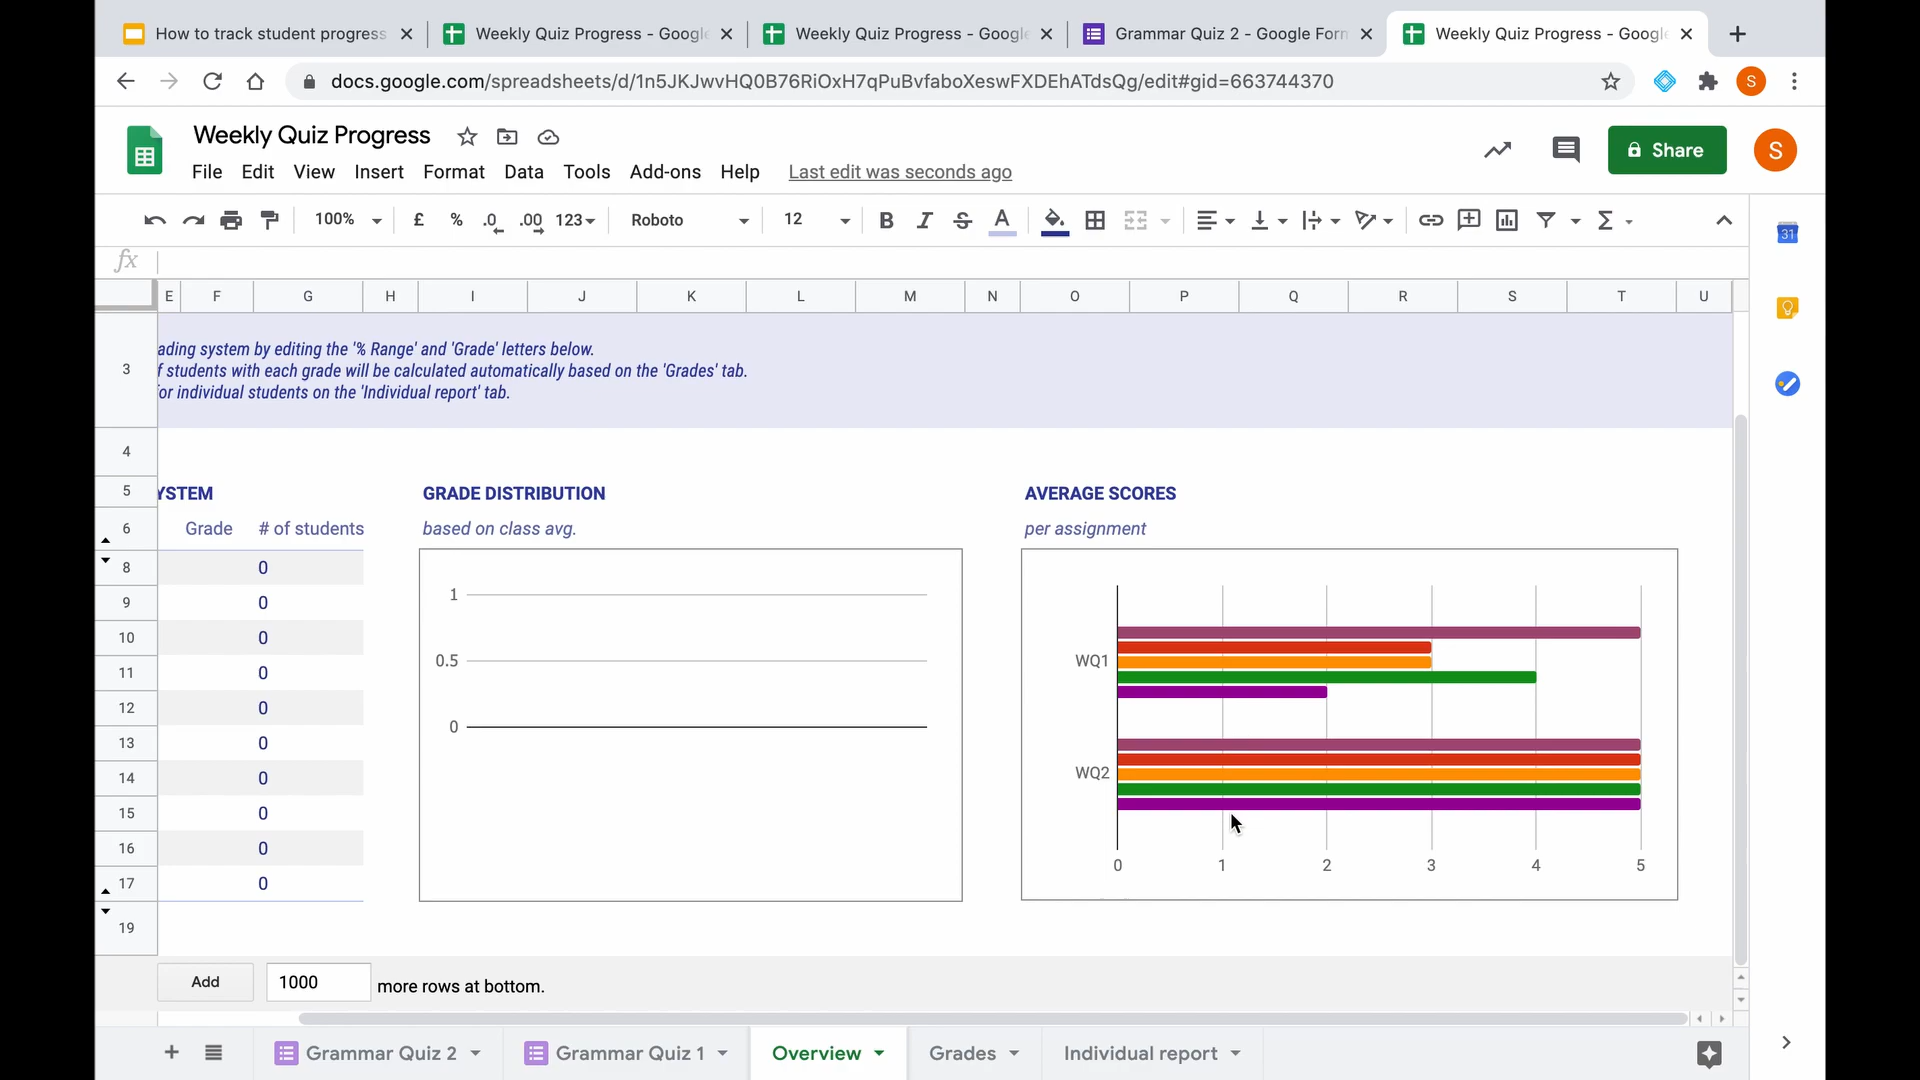 How to track student progress
Weekly Quiz Progress - Google
Weekly Quiz Progress - Google
Grammar Quiz 2 - Google Form
Weekly Quiz Progress - Google
docs.google.com/spreadsheets/d/1n5JKJwvHQ0B76RiOxH7qPuBvfaboXeswFXDEhATdsQg/edit#gid=663744370
S
Weekly Quiz Progress
Share
S
File Edit View Insert Format Data Tools Add-ons Help Last edit was seconds ago
100% £ % .0 .00 123 Roboto 12 B I S A Σ
31
fx
E F G H I J K L M N O P Q R S T U
3
ading system by editing the '% Range' and 'Grade' letters below.
f students with each grade will be calculated automatically based on the 'Grades' tab.
for individual students on the 'Individual report' tab.
4
5 YSTEM GRADE DISTRIBUTION AVERAGE SCORES
6 Grade # of students based on class avg. per assignment
8 0
9 0
10 0
11 0
12 0
13 0
14 0
15 0
16 0
17 0
19
1
0.5
0
WQ1
WQ2
0 1 2 3 4 5
Add 1000 more rows at bottom.
Grammar Quiz 2 Grammar Quiz 1 Overview Grades Individual report